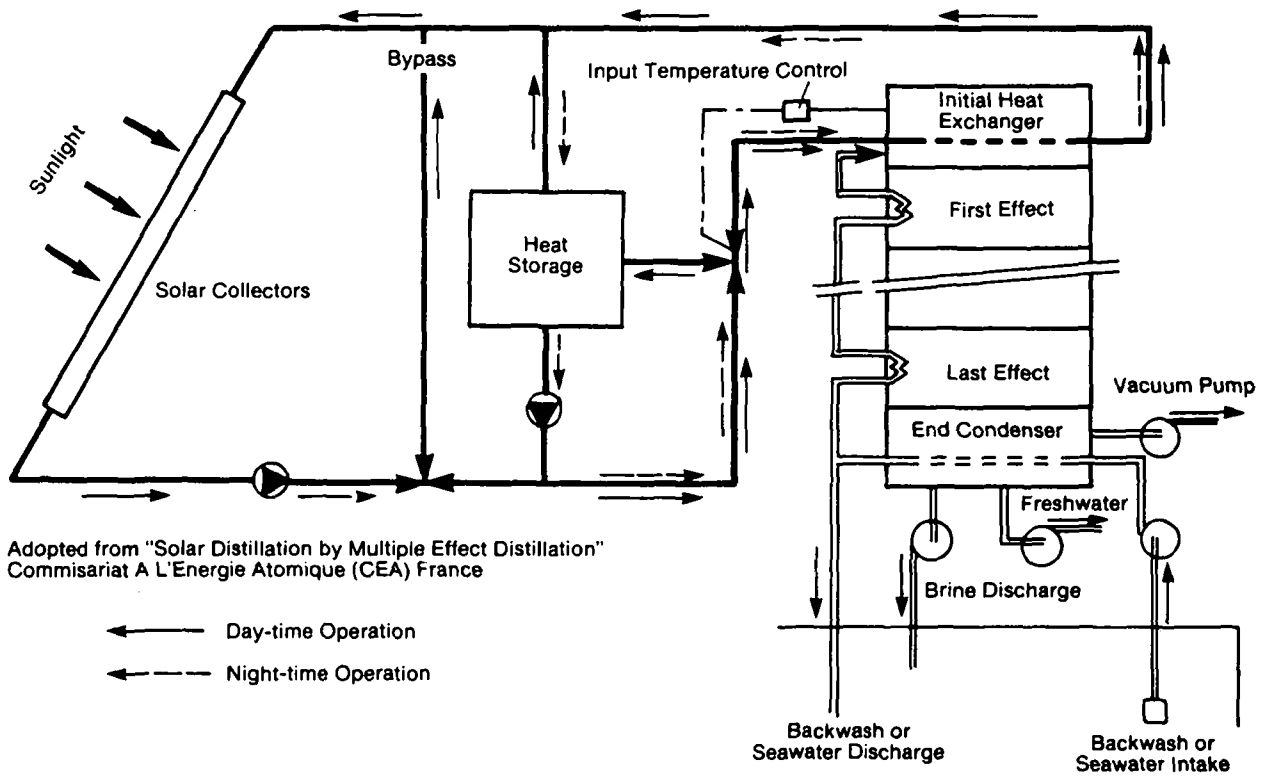 Bypass
Input Temperature Control
Initial Heat
Exchanger
Sunlight
First Effect
Heat
Storage
Solar Collectors
Last Effect
Vacuum Pump
End Condenser
Freshwater
Adopted from "Solar Distillation by Multiple Effect Distillation"
Commisariat A L'Energie Atomique (CEA) France
Brine Discharge
Day-time Operation
Night-time Operation
Backwash or
Seawater Discharge
Backwash or
Seawater Intake